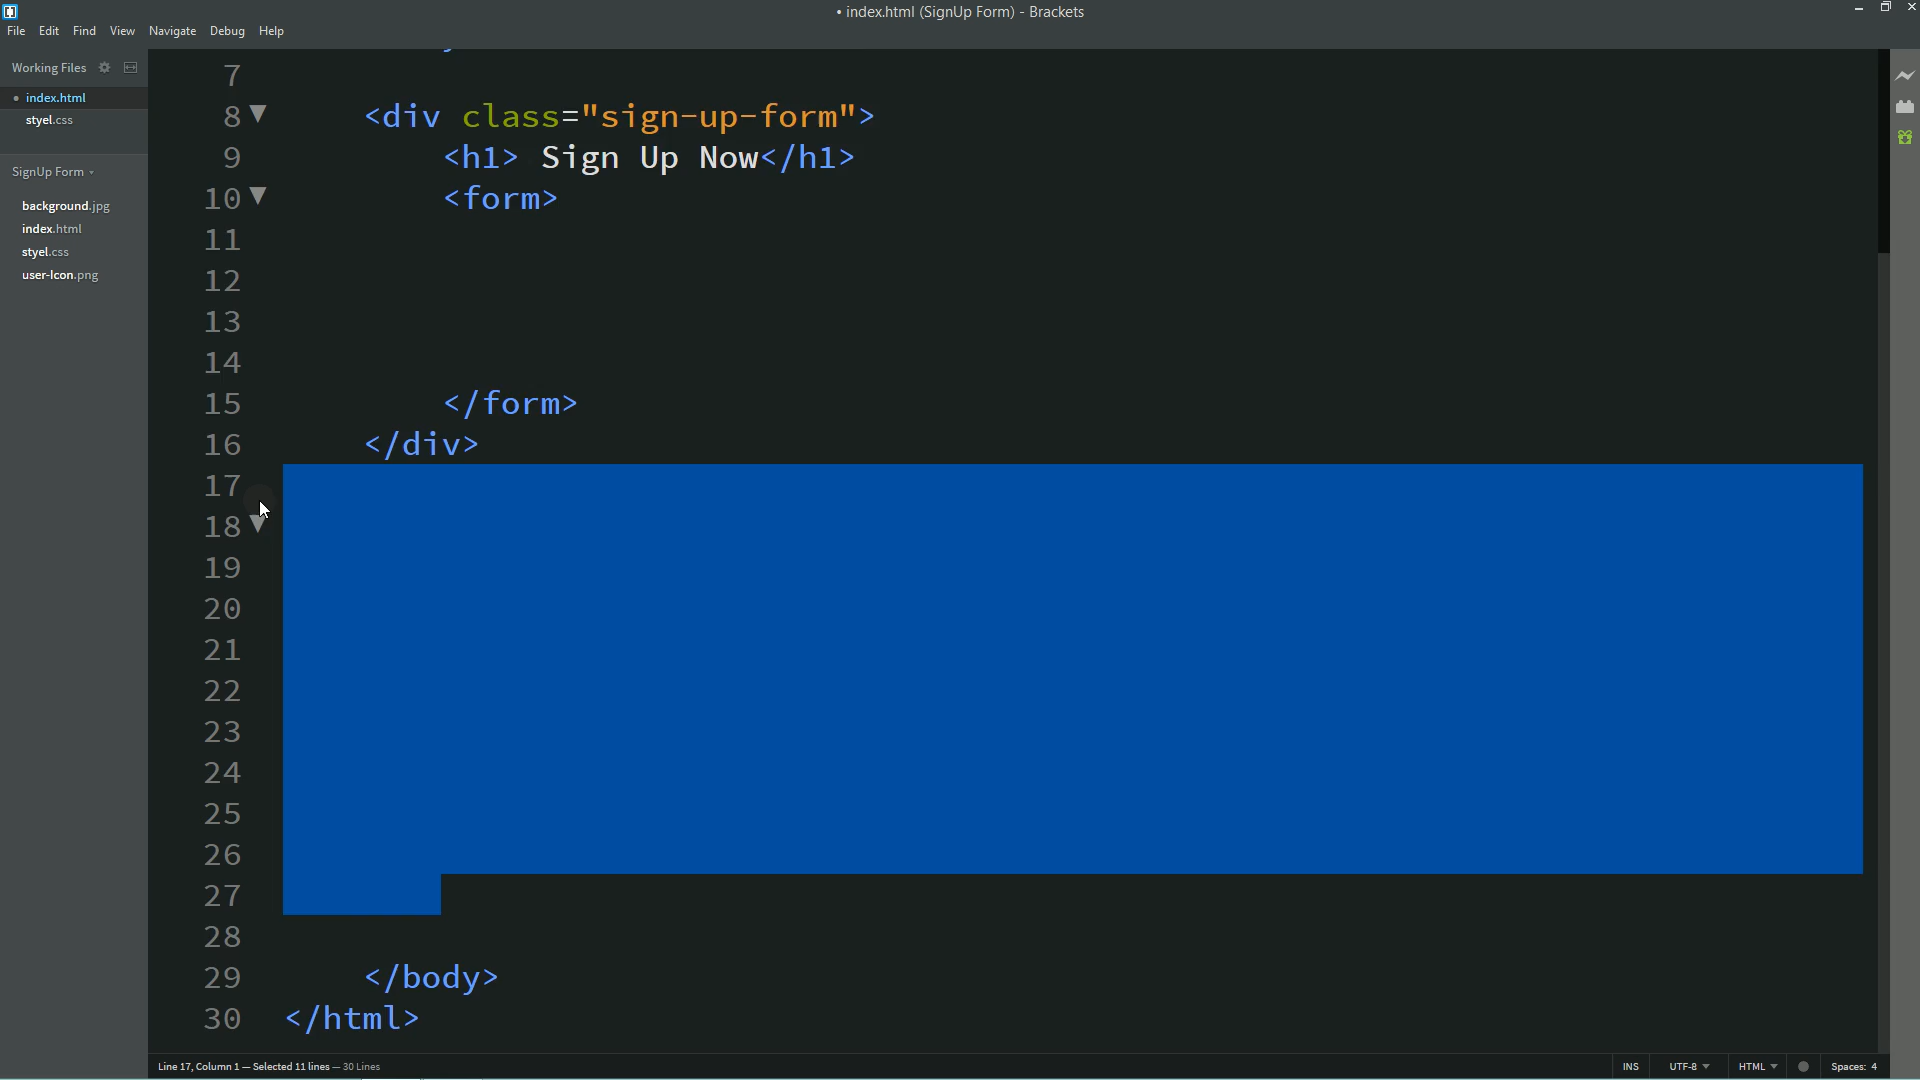 • index.html (SignUp Form) - Brackets
File Edit Find View Navigate Debug Help
Working Files
• index.html
styel.css
SignUp Form
background.jpg
index.html
styel.css
user-Icon.png
7
8 <div class="sign-up-form">
9 <h1> Sign Up Now</h1>
10 <form>
11
12
13
14
15 </form>
16 </div>
17
18
19
20
21
22
23
24
25
26
27
28
29 </body>
30 </html>
Line 17, Column 1 — Selected 11 lines — 30 Lines
INS UTF-8 HTML Spaces: 4